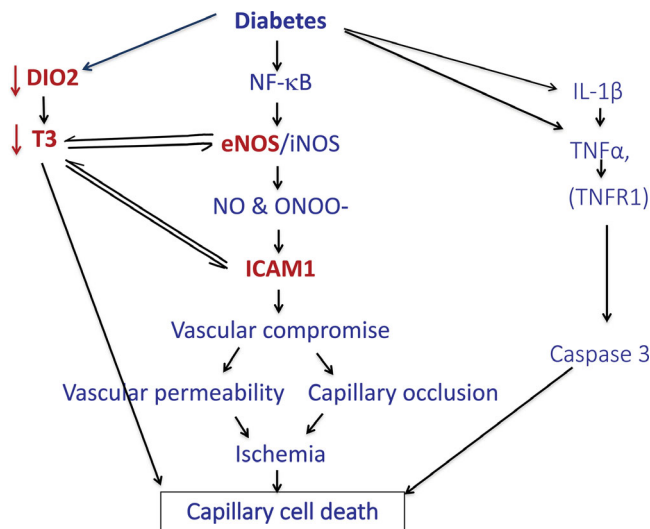 Diabetes
↓ DIO2
NF-κB
IL-1β
↓ T3
eNOS/iNOS
TNFα,
NO & ONOO-
(TNFR1)
ICAM1
Vascular compromise
Caspase 3
Vascular permeability
Capillary occlusion
Ischemia
Capillary cell death